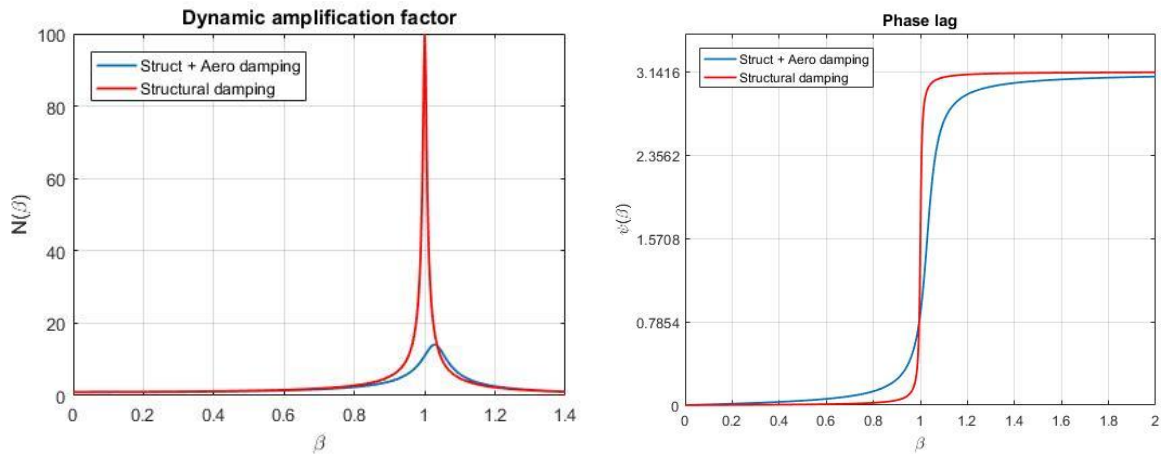 Dynamic amplification factor
100
80
60
40
20
0
N(β)
Struct + Aero damping
Structural damping
0 0.2 0.4 0.6 0.8 1 1.2 1.4
β
Phase lag
3.1416
2.3562
1.5708
0.7854
0
ψ(β)
Struct + Aero damping
Structural damping
0 0.2 0.4 0.6 0.8 1 1.2 1.4 1.6 1.8 2
β